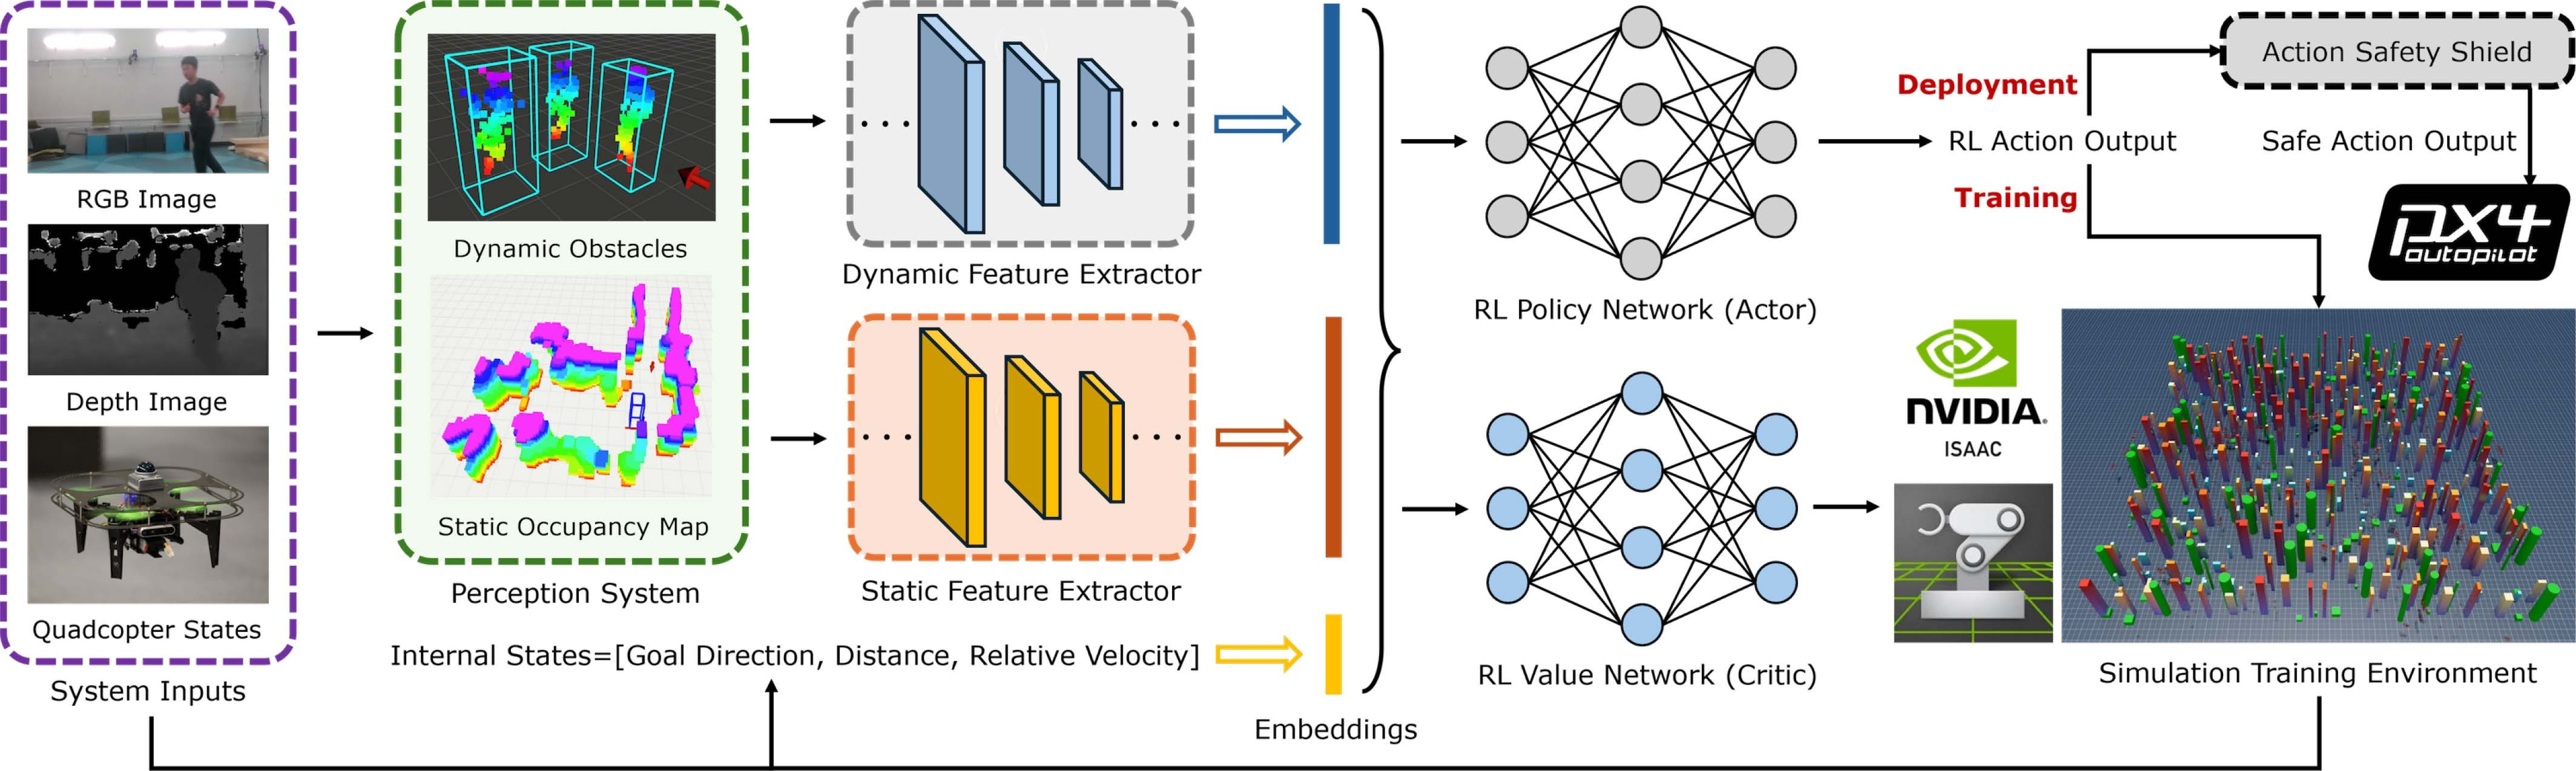 RGB Image
Depth Image
Quadcopter States
System Inputs
Dynamic Obstacles
Static Occupancy Map
Perception System
Internal States=[Goal Direction, Distance, Relative Velocity]
Dynamic Feature Extractor
Static Feature Extractor
Embeddings
RL Policy Network (Actor)
RL Value Network (Critic)
Deployment
RL Action Output
Training
Action Safety Shield
Safe Action Output
px4
autopilot
NVIDIA.
ISAAC
Simulation Training Environment